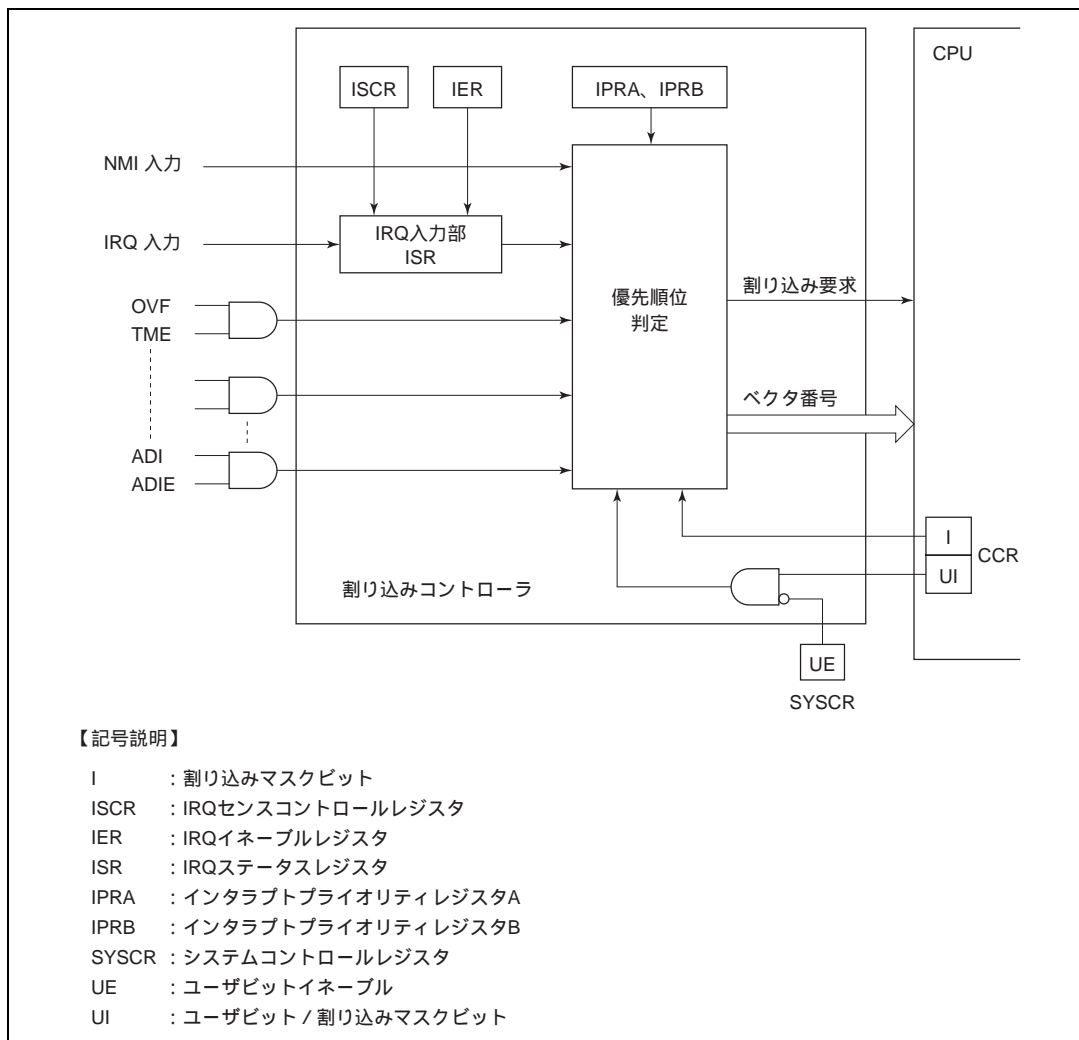 CPU
ISCR
IER
IPRA、IPRB
NMI 入力
IRQ 入力
IRQ入力部
ISR
OVF
TME
優先順位
判定
割り込み要求
ベクタ番号
ADI
ADIE
I
UI
CCR
割り込みコントローラ
UE
SYSCR
【記号説明】
I : 割り込みマスクビット
ISCR : IRQセンスコントロールレジスタ
IER : IRQイネーブルレジスタ
ISR : IRQステータスレジスタ
IPRA : インタラプトプライオリティレジスタA
IPRB : インタラプトプライオリティレジスタB
SYSCR : システムコントロールレジスタ
UE : ユーザビットイネーブル
UI : ユーザビット / 割り込みマスクビット